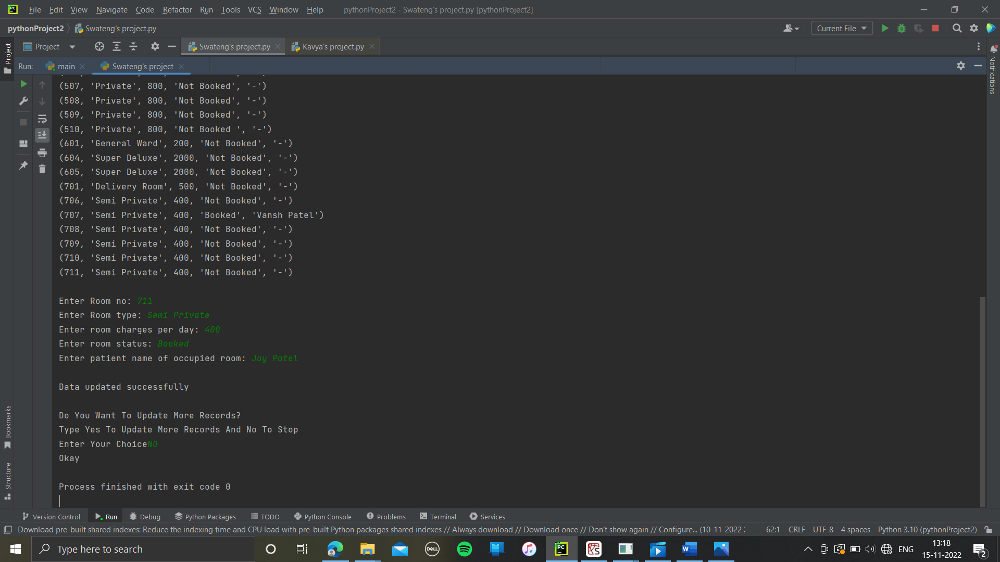 File Edit View Navigate Code Refactor Run Tools VCS Window Help pythonProject2 - Swateng's project.py [pythonProject2]
pythonProject2 Swateng's project.py Current File
Project Swateng's project.py Kavya's project.py
Run: main Swateng's project
(507, 'Private', 800, 'Not Booked', '-')
(508, 'Private', 800, 'Not Booked', '-')
(509, 'Private', 800, 'Not Booked', '-')
(510, 'Private', 800, 'Not Booked ', '-')
(601, 'General Ward', 200, 'Not Booked', '-')
(604, 'Super Deluxe', 2000, 'Not Booked', '-')
(605, 'Super Deluxe', 2000, 'Not Booked', '-')
(701, 'Delivery Room', 500, 'Not Booked', '-')
(706, 'Semi Private', 400, 'Not Booked', '-')
(707, 'Semi Private', 400, 'Booked', 'Vansh Patel')
(708, 'Semi Private', 400, 'Not Booked', '-')
(709, 'Semi Private', 400, 'Not Booked', '-')
(710, 'Semi Private', 400, 'Not Booked', '-')
(711, 'Semi Private', 400, 'Not Booked', '-')
Enter Room no: 711
Enter Room type: Semi Private
Enter room charges per day: 400
Enter room status: Booked
Enter patient name of occupied room: Jay Patel
Data updated successfully
Do You Want To Update More Records?
Type Yes To Update More Records And No To Stop
Enter Your ChoiceNO
Okay
Process finished with exit code 0
Project
Bookmarks
Structure
Notifications
Version Control Run Debug Python Packages TODO Python Console Problems Terminal Services
Download pre-built shared indexes: Reduce the indexing time and CPU load with pre-built Python packages shared indexes // Always download // Download once // Don't show again // Configure... (10-11-2022 62:1 CRLF UTF-8 4 spaces Python 3.10 (pythonProject2)
Type here to search DELL PC W ENG 13:18
15-11-2022 2